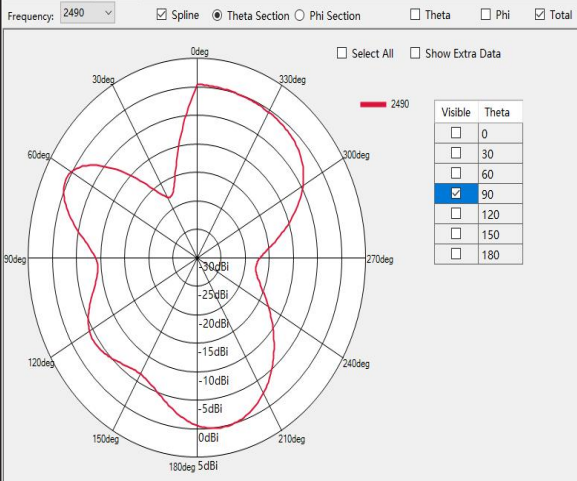 Frequency: 2490 Spline Theta Section Phi Section Theta Phi Total
Select All Show Extra Data
0deg
30deg
330deg
2490
Visible Theta
0
30
60
90
120
150
180
60deg
300deg
90deg
270deg
-30dBi
-25dBi
-20dBi
-15dBi
120deg
240deg
-10dBi
-5dBi
0dBi
150deg
210deg
180deg 5dBi